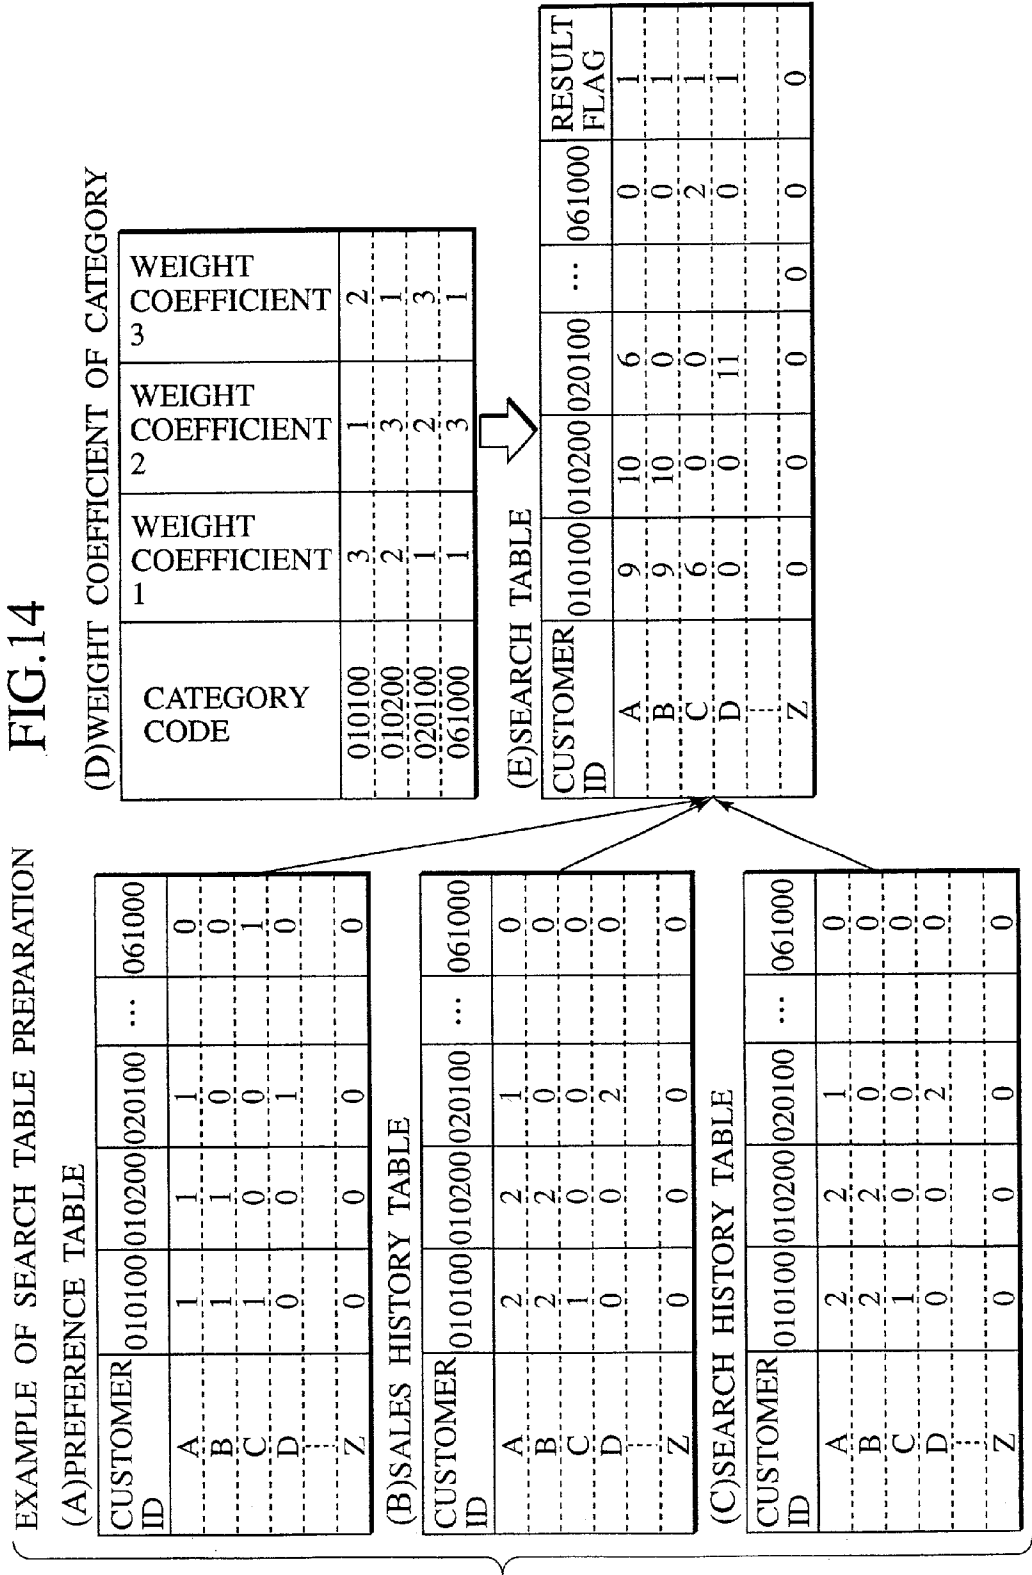 FIG.14
EXAMPLE OF SEARCH TABLE PREPARATION
(A)PREFERENCE TABLE
CUSTOMER ID 010100 010200 020100 ... 061000
A 1 1 1 0
B 1 1 0 0
C 1 0 0 1
D 0 0 1 0
Z 0 0 0 0
(B)SALES HISTORY TABLE
CUSTOMER ID 010100 010200 020100 ... 061000
A 2 2 1 0
B 2 2 0 0
C 1 0 0 0
D 0 0 2 0
Z 0 0 0 0
(C)SEARCH HISTORY TABLE
CUSTOMER ID 010100 010200 020100 ... 061000
A 2 2 1 0
B 2 2 0 0
C 1 0 0 0
D 0 0 2 0
Z 0 0 0 0
(D)WEIGHT COEFFICIENT OF CATEGORY
CATEGORY CODE WEIGHT COEFFICIENT 1 WEIGHT COEFFICIENT 2 WEIGHT COEFFICIENT 3
010100 3 1 2
010200 2 3 1
020100 1 2 3
061000 1 3 1
(E)SEARCH TABLE
CUSTOMER ID 010100 010200 020100 ... 061000 RESULT FLAG
A 9 10 6 0 1
B 9 10 0 0 1
C 6 0 0 2 1
D 0 0 11 0 1
Z 0 0 0 0 0 0